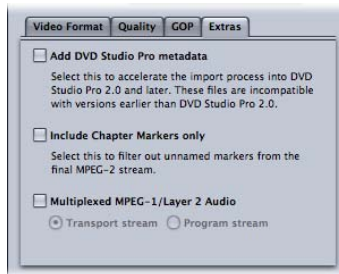 Video Format Quality GOP Extras
Add DVD Studio Pro metadata
Select this to accelerate the import process into DVD
Studio Pro 2.0 and later. These files are incompatible
with versions earlier than DVD Studio Pro 2.0.
Include Chapter Markers only
Select this to filter out unnamed markers from the
final MPEG-2 stream.
Multiplexed MPEG-1/Layer 2 Audio
Transport stream Program stream